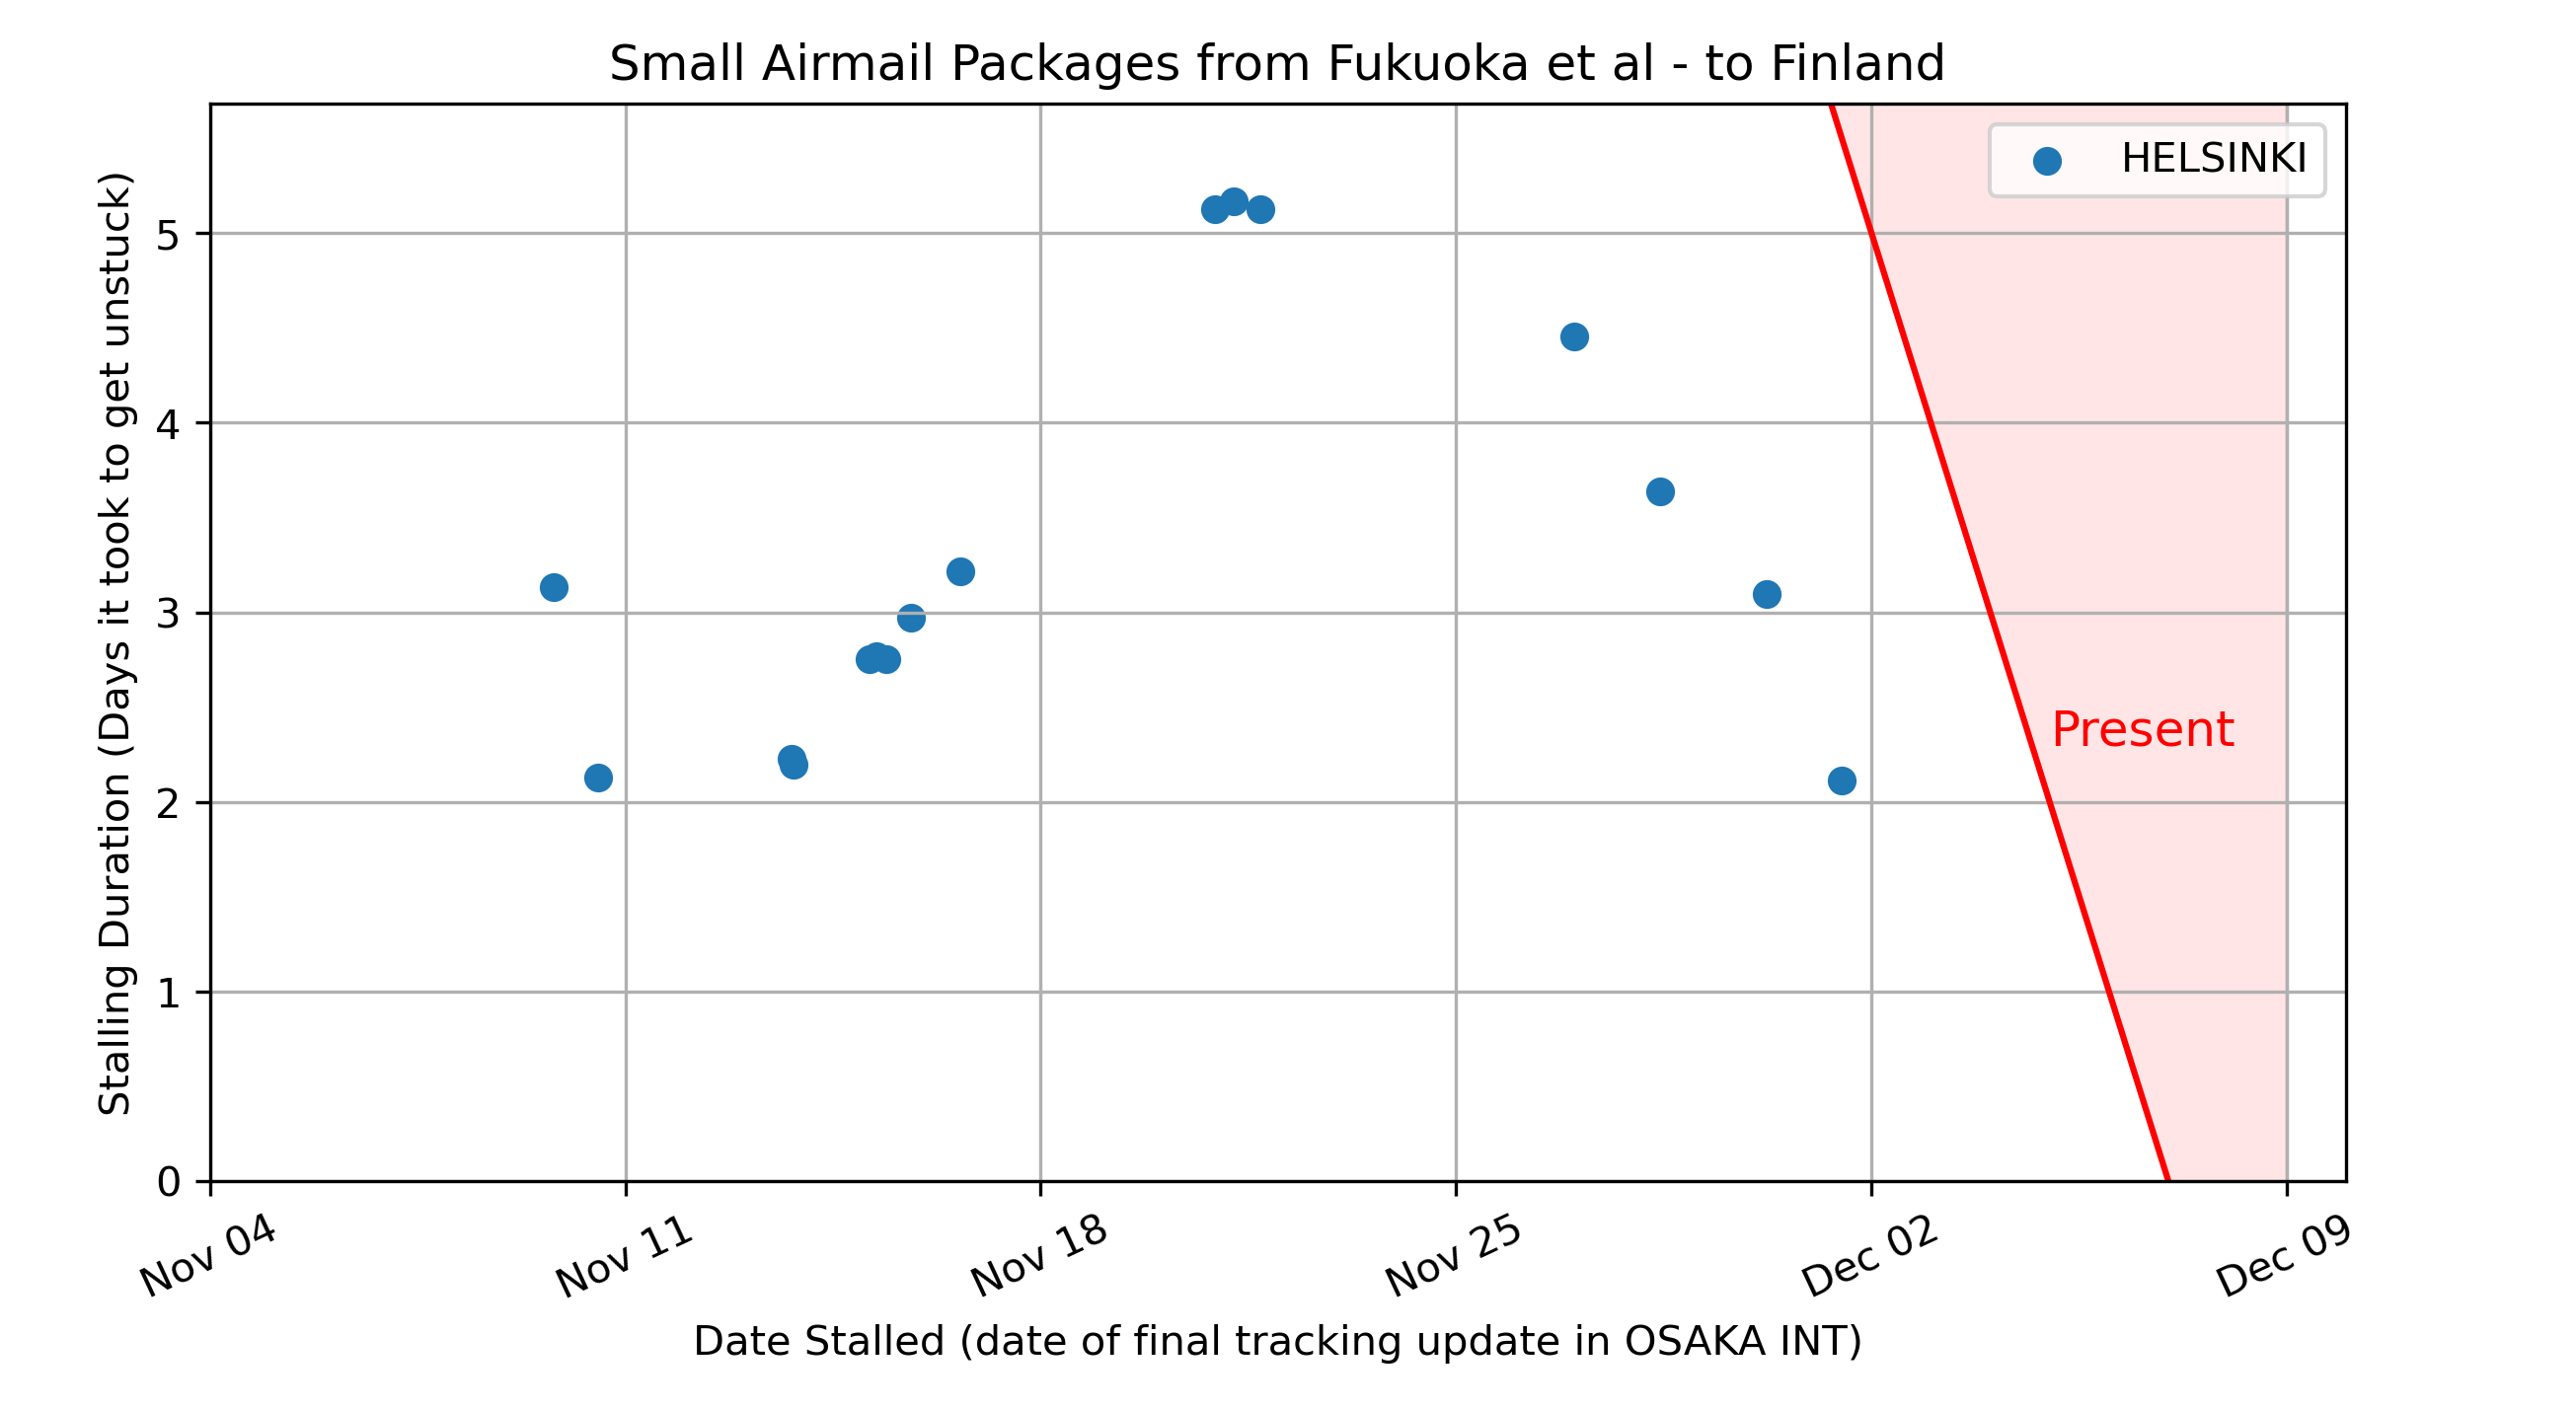 Small Airmail Packages from Fukuoka et al - to Finland
HELSINKI
Stalling Duration (Days it took to get unstuck)
5
4
3
2
1
0
Present
Nov 04
Nov 11
Nov 18
Nov 25
Dec 02
Dec 09
Date Stalled (date of final tracking update in OSAKA INT)